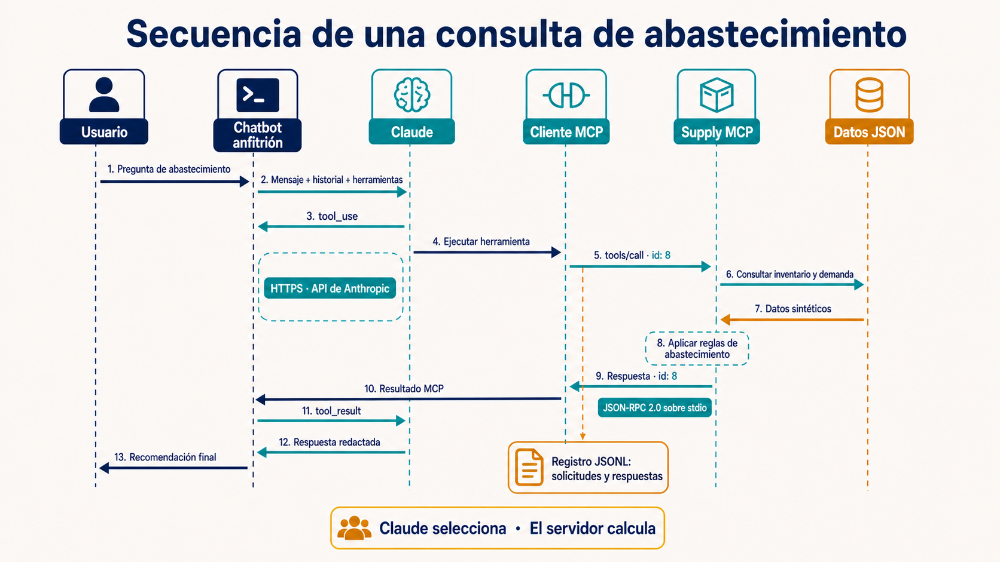 Secuencia de una consulta de abastecimiento
Usuario
Chatbot
anfitrión
Claude
Cliente MCP
Supply MCP
Datos JSON
1. Pregunta de abastecimiento
2. Mensaje + historial + herramientas
3. tool_use
4. Ejecutar herramienta
5. tools/call · id: 8
6. Consultar inventario y demanda
HTTPS · API de Anthropic
7. Datos sintéticos
8. Aplicar reglas de
abastecimiento
9. Respuesta · id: 8
10. Resultado MCP
JSON-RPC 2.0 sobre stdio
11. tool_result
12. Respuesta redactada
13. Recomendación final
Registro JSONL:
solicitudes y respuestas
Claude selecciona • El servidor calcula